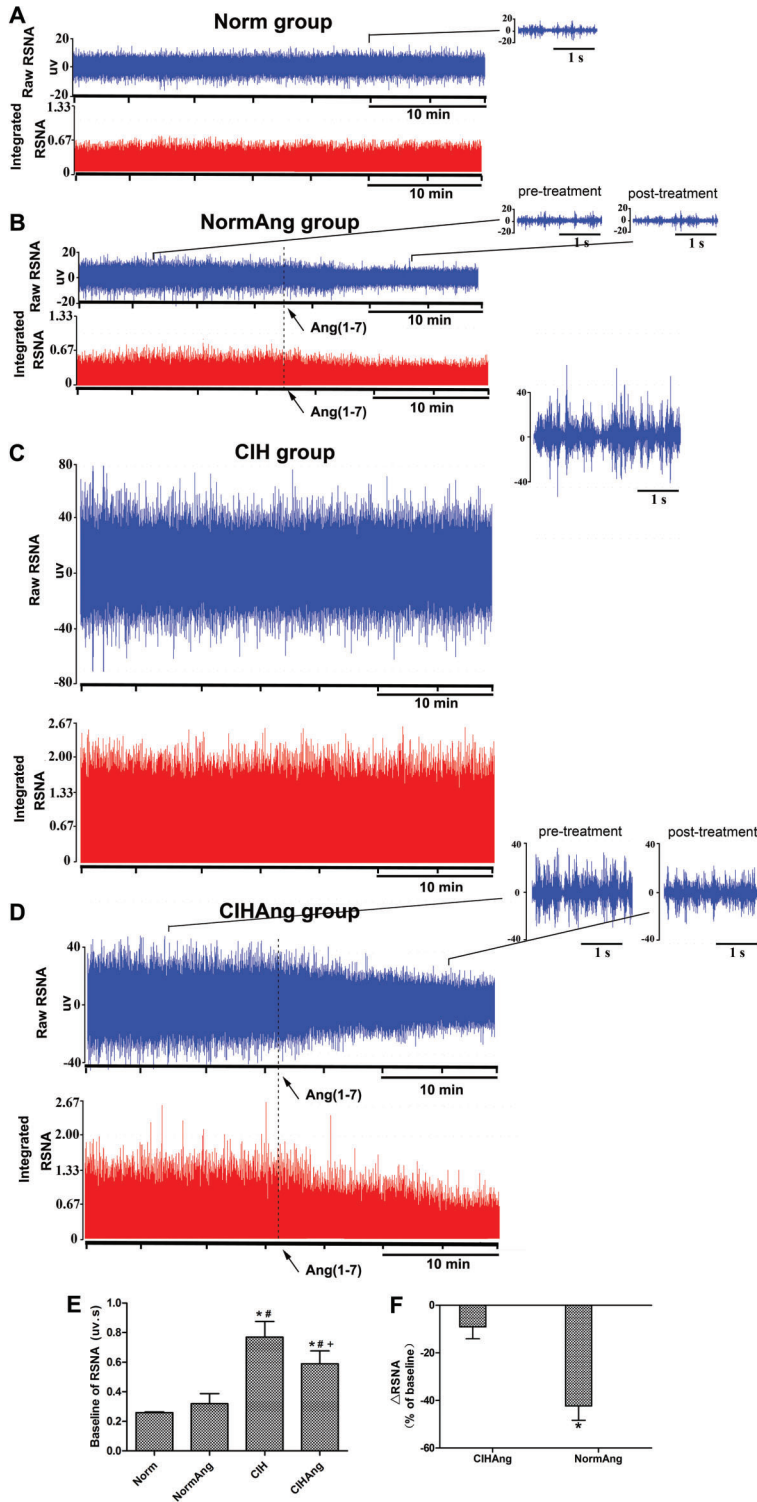 A
Norm group
Raw RSNA
uv
20
0
-20
10 min
20
0
-20
1 s
Integrated
RSNA
1.33
0.67
0
10 min
B
NormAng group
pre-treatment
post-treatment
20
0
-20
1 s
20
0
-20
1 s
Raw RSNA
uv
20
0
-20
10 min
Ang(1-7)
Integrated
RSNA
1.33
0.67
0
10 min
Ang(1-7)
C
CIH group
40
0
-40
1 s
Raw RSNA
uv
80
40
0
-40
-80
10 min
Integrated
RSNA
2.67
2.00
1.33
0.67
0
10 min
D
CIHAng group
pre-treatment
post-treatment
40
0
-40
1 s
40
0
-40
1 s
Raw RSNA
uv
40
0
-40
10 min
Ang(1-7)
Integrated
RSNA
2.67
2.00
1.33
0.67
0
10 min
Ang(1-7)
E
Baseline of RSNA (uv.s)
1.0
0.8
0.6
0.4
0.2
0.0
* #
* # +
Norm
NormAng
CIH
CIHAng
F
△RSNA
(% of baseline)
0
-20
-40
-60
*
CIHAng
NormAng